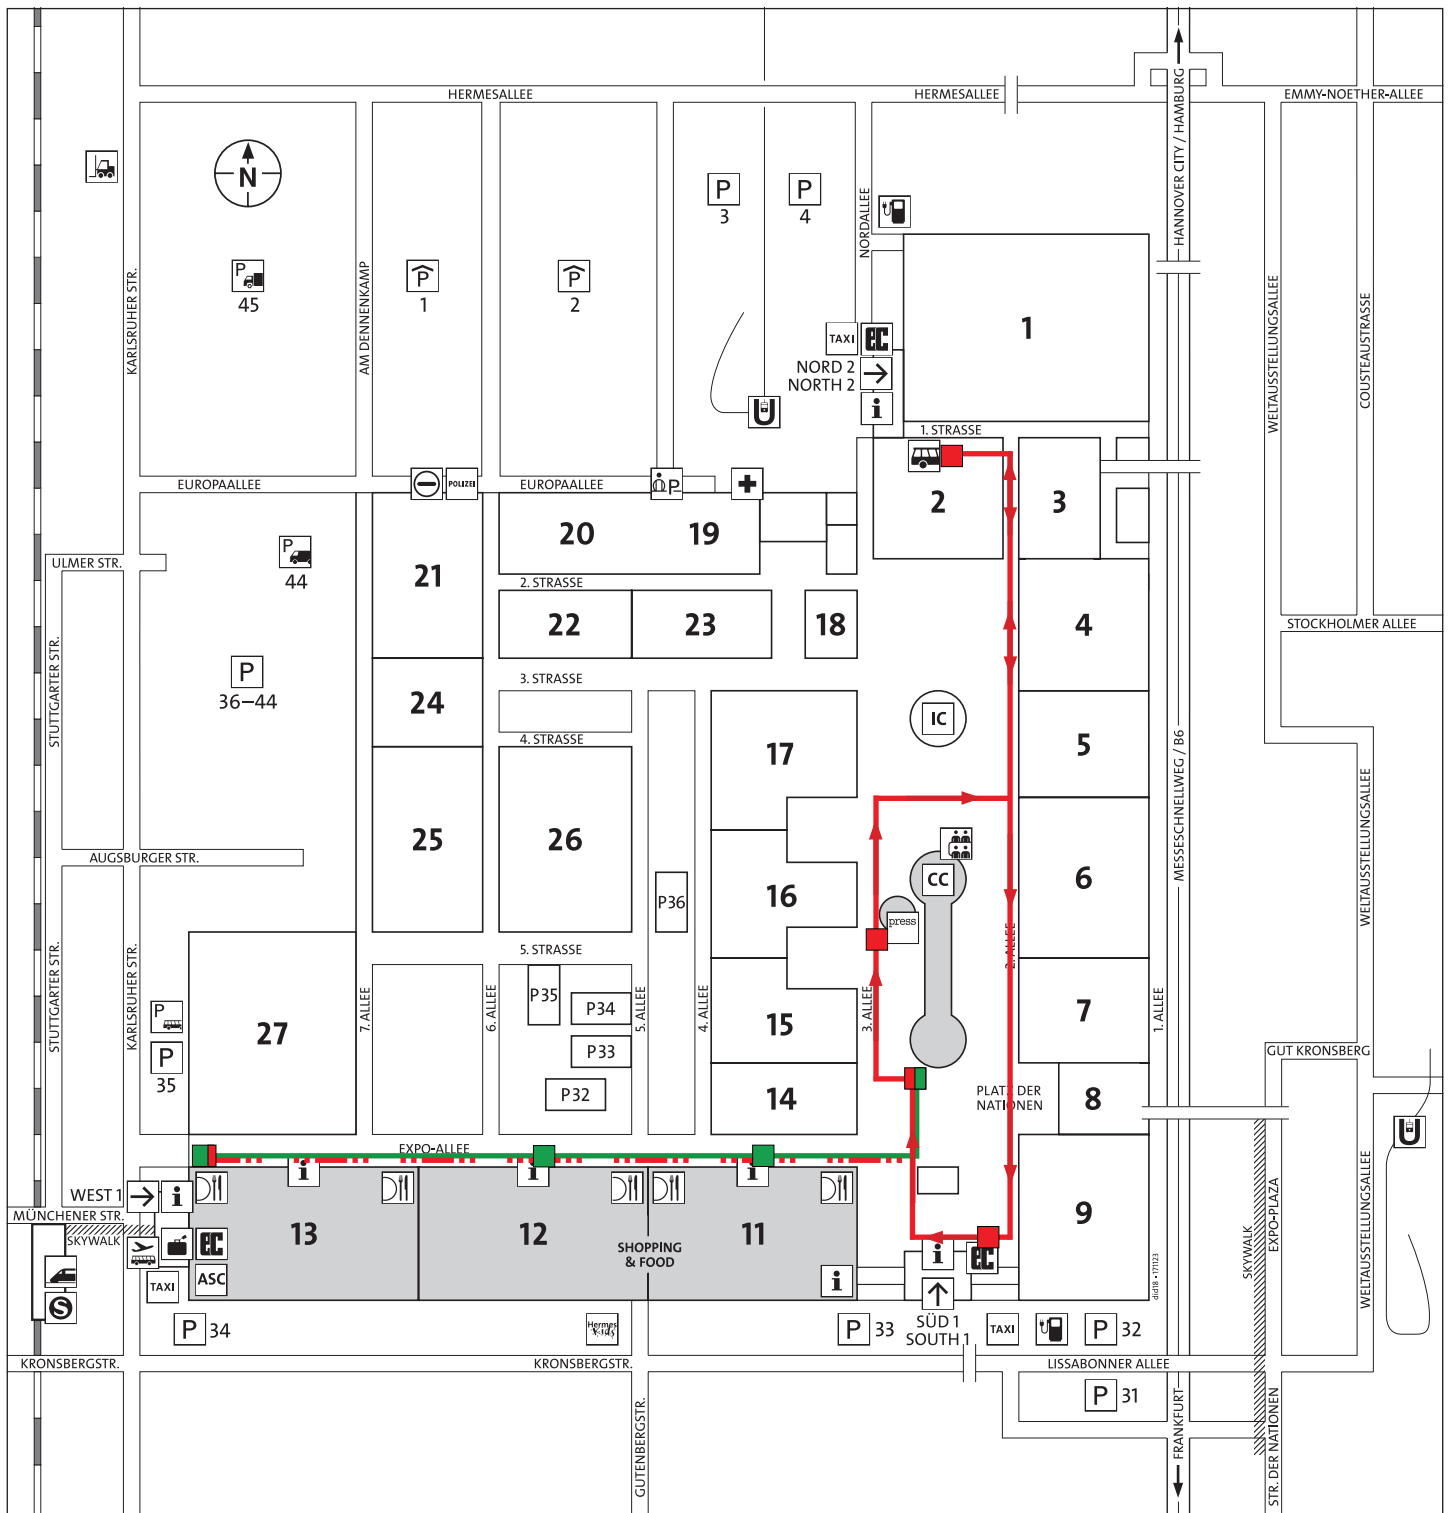 HERMESALLEE
HERMESALLEE
EMMY-NOETHER-ALLEE
HANNOVER CITY / HAMBURG
N
P
3
P
4
NORDALLEE
KARLSRUHER STR.
P
45
AM DENNENKAMP
P
1
P
2
WELTAUSSTELLUNGSALLEE
COUSTEAUSTRASSE
1
TAXI
ec
NORD 2
NORTH 2
i
U
1. STRASSE
EUROPAALLEE
POLIZEI
EUROPAALLEE
P
2
3
20
19
21
ULMER STR.
P
44
2. STRASSE
22
23
18
4
STOCKHOLMER ALLEE
STUTTGARTER STR.
P
36–44
3. STRASSE
24
IC
4. STRASSE
17
5
MESSESCHNELLWEG / B6
WELTAUSSTELLUNGSALLEE
25
26
AUGSBURGER STR.
CC
6
16
P36
press
5. STRASSE
2. ALLEE
STUTTGARTER STR.
KARLSRUHER STR.
P
P
35
27
7. ALLEE
6. ALLEE
P35
P34
P33
P32
5. ALLEE
4. ALLEE
15
3. ALLEE
7
1. ALLEE
GUT KRONSBERG
14
PLATZ DER
NATIONEN
8
U
EXPO-ALLEE
i
i
i
WEST 1
i
MÜNCHENER STR.
SKYWALK
13
12
11
9
SHOPPING
& FOOD
ec
ASC
TAXI
S
i
i
ec
SKYWALK
EXPO-PLAZA
WELTAUSSTELLUNGSALLEE
did18 • 171123
P 34
Hermes
Kids
P 33
SÜD 1
SOUTH 1
TAXI
P 32
KRONSBERGSTR.
KRONSBERGSTR.
LISSABONNER ALLEE
P 31
GUTENBERGSTR.
FRANKFURT
STR. DER NATIONEN